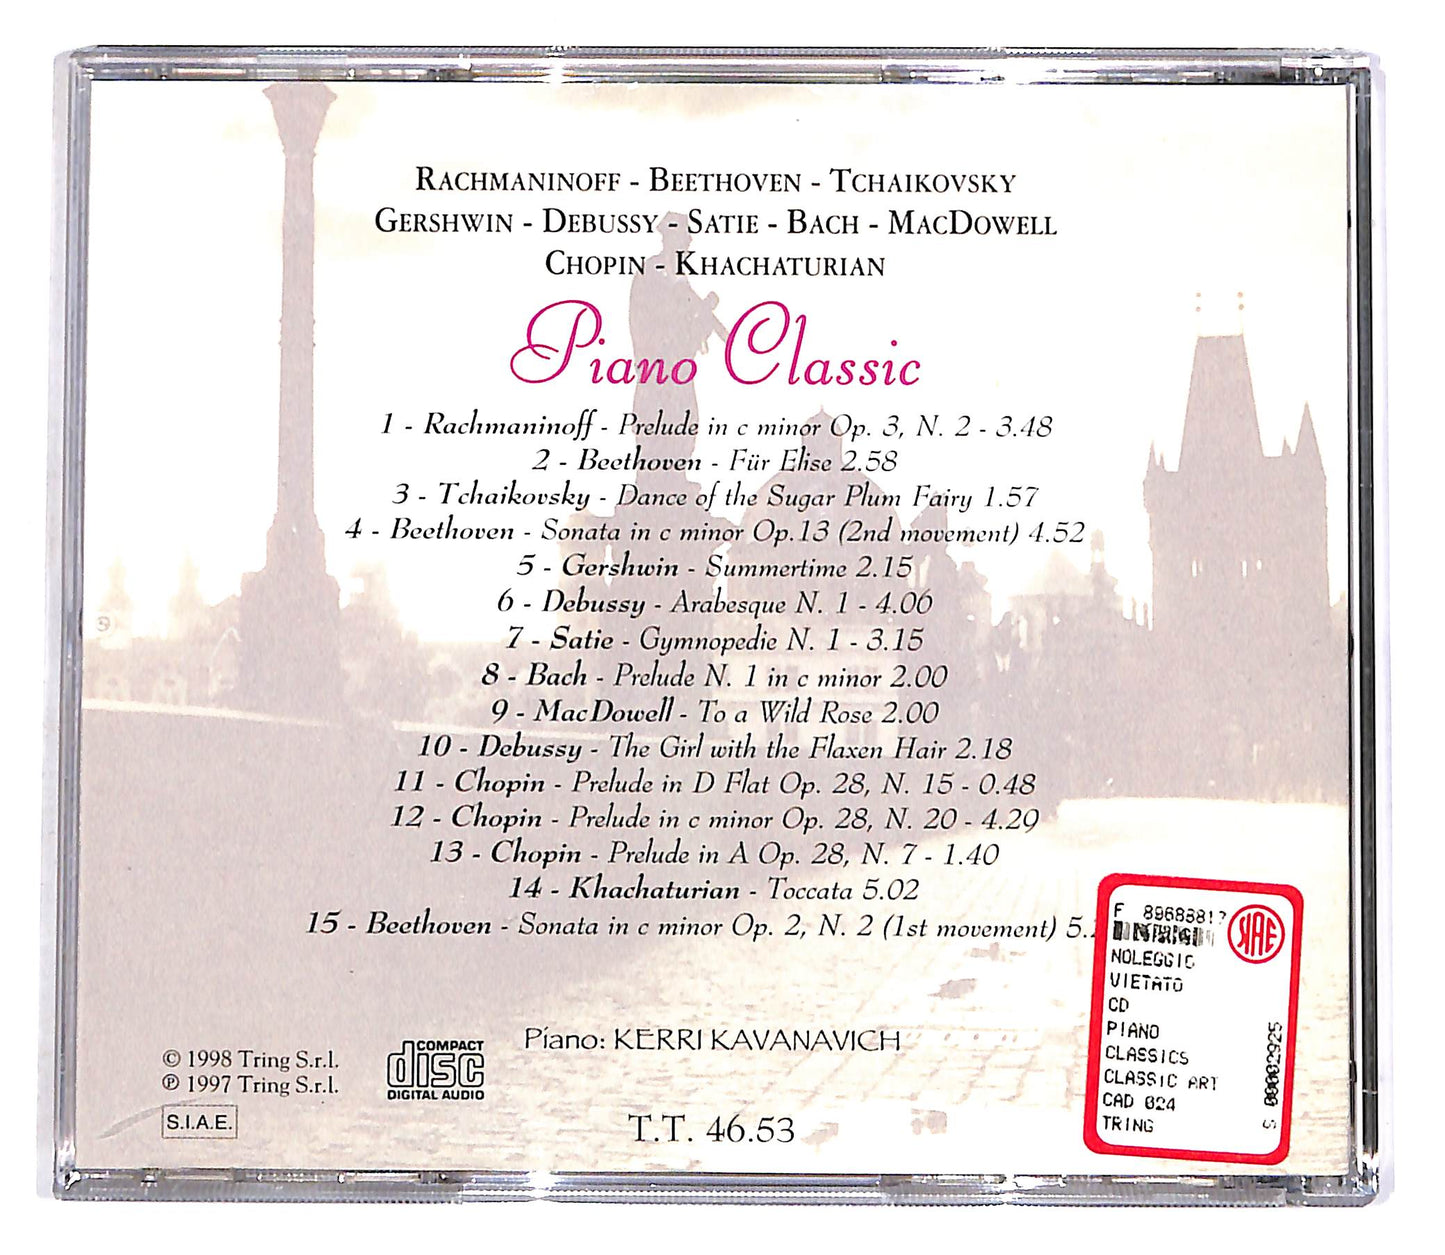 RACHMANINOFF - BEETHOVEN - TCHAIKOVSKY
GERSHWIN - DEBUSSY - SATIE - BACH - MACDOWELL
CHOPIN - KHACHATURIAN
Piano Classic
1 - Rachmaninoff - Prelude in c minor Op. 3, N. 2 - 3.48
2 - Beethoven - Für Elise 2.58
3 - Tchaikovsky - Dance of the Sugar Plum Fairy 1.57
4 - Beethoven - Sonata in c minor Op.13 (2nd movement) 4.52
5 - Gershwin - Summertime 2.15
6 - Debussy - Arabesque N. 1 - 4.06
7 - Satie - Gymnopedie N. 1 - 3.15
8 - Bach - Prelude N. 1 in c minor 2.00
9 - MacDowell - To a Wild Rose 2.00
10 - Debussy - The Girl with the Flaxen Hair 2.18
11 - Chopin - Prelude in D Flat Op. 28, N. 15 - 0.48
12 - Chopin - Prelude in c minor Op. 28, N. 20 - 4.29
13 - Chopin - Prelude in A Op. 28, N. 7 - 1.40
14 - Khachaturian - Toccata 5.02
15 - Beethoven - Sonata in c minor Op. 2, N. 2 (1st movement)
Piano: KERRI KAVANAVICH
© 1998 Tring S.r.l.
℗ 1997 Tring S.r.l.
S.I.A.E.
COMPACT
disc
DIGITAL AUDIO
T.T. 46.53
F
SIAE
NOLEGGIO
VIETATO
CD
PIANO
CLASSICS
CLASSIC ART
CAD 024
TRING
S 00002925